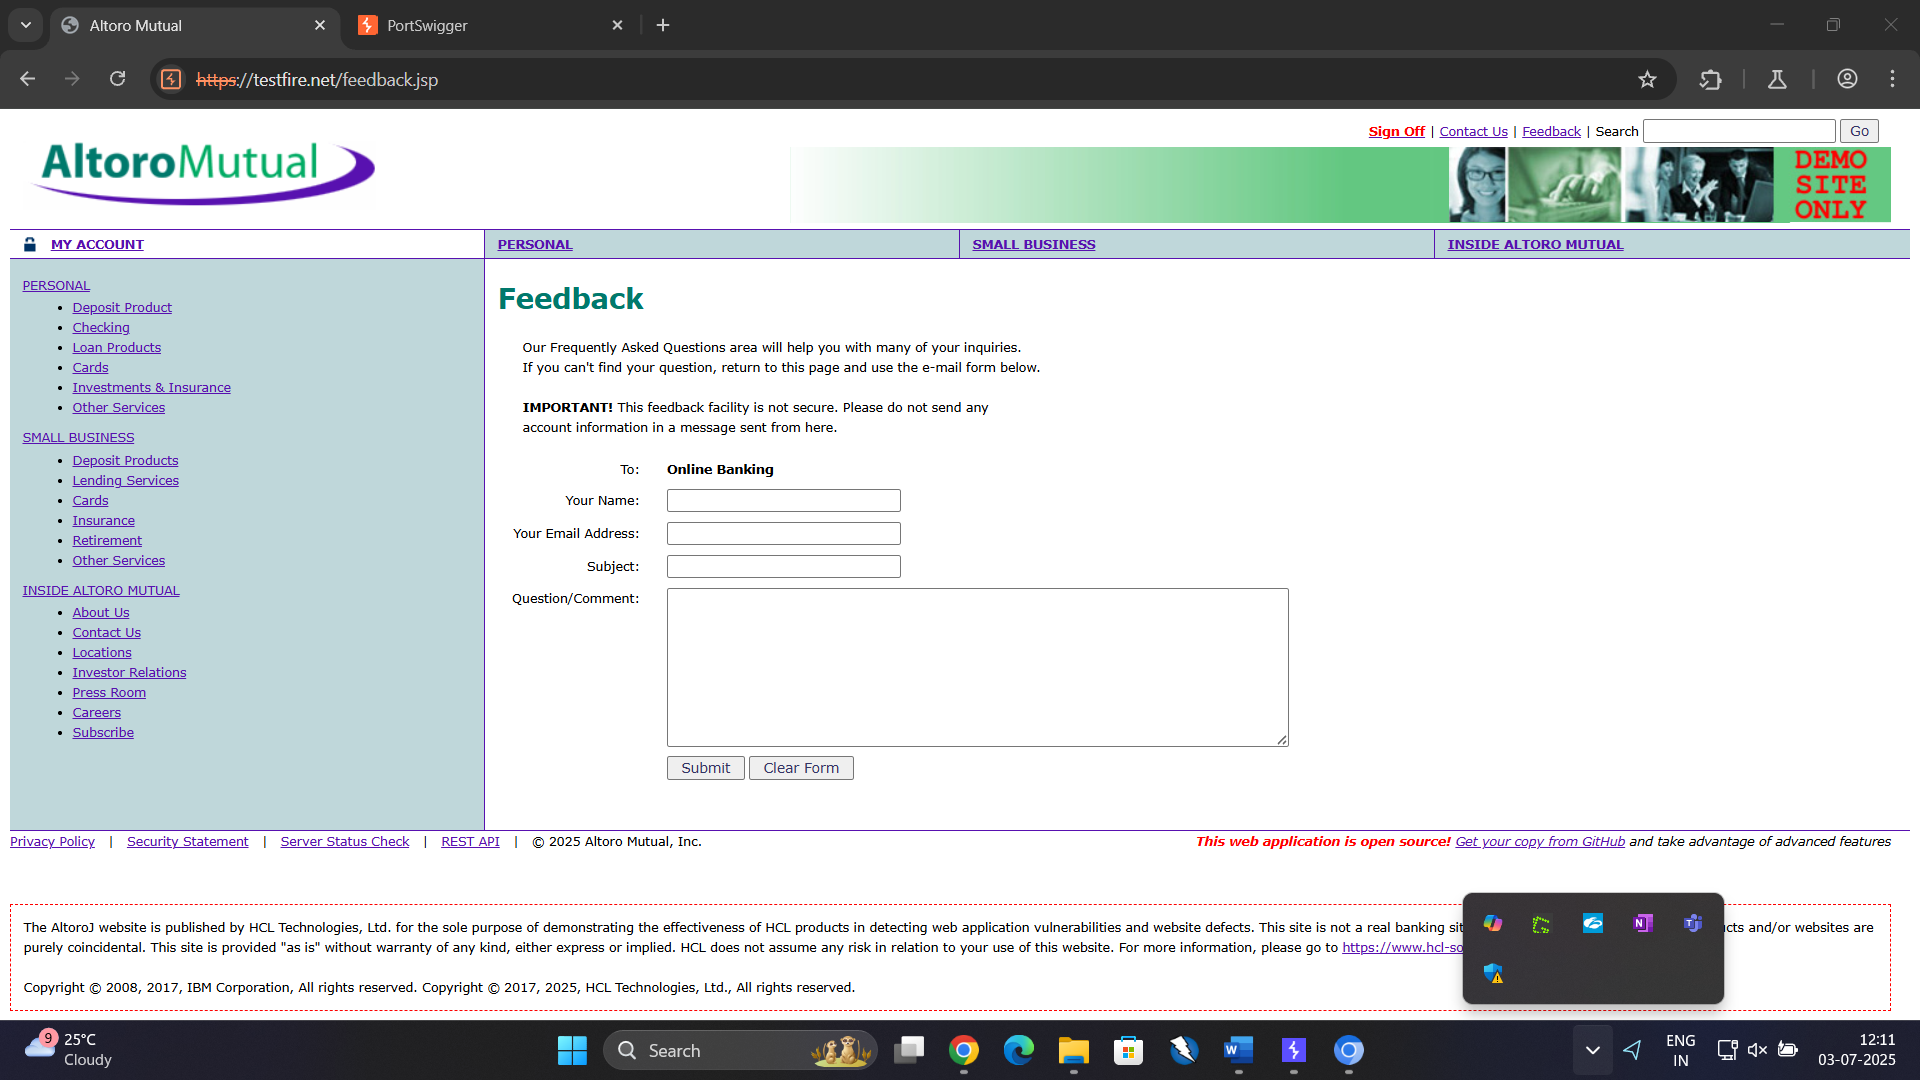 Altoro Mutual
PortSwigger
https://testfire.net/feedback.jsp
Sign Off | Contact Us | Feedback | Search Go
AltoroMutual
DEMO
SITE
ONLY
MY ACCOUNT
PERSONAL
SMALL BUSINESS
INSIDE ALTORO MUTUAL
PERSONAL
Deposit Product
Checking
Loan Products
Cards
Investments & Insurance
Other Services
SMALL BUSINESS
Deposit Products
Lending Services
Cards
Insurance
Retirement
Other Services
INSIDE ALTORO MUTUAL
About Us
Contact Us
Locations
Investor Relations
Press Room
Careers
Subscribe
Feedback
Our Frequently Asked Questions area will help you with many of your inquiries.
If you can't find your question, return to this page and use the e-mail form below.
IMPORTANT! This feedback facility is not secure. Please do not send any
account information in a message sent from here.
To: Online Banking
Your Name:
Your Email Address:
Subject:
Question/Comment:
Submit Clear Form
Privacy Policy | Security Statement | Server Status Check | REST API | © 2025 Altoro Mutual, Inc.
This web application is open source! Get your copy from GitHub and take advantage of advanced features
The AltoroJ website is published by HCL Technologies, Ltd. for the sole purpose of demonstrating the effectiveness of HCL products in detecting web application vulnerabilities and website defects. This site is not a real banking and/or websites are
purely coincidental. This site is provided "as is" without warranty of any kind, either express or implied. HCL does not assume any risk in relation to your use of this website. For more information, please go to https://www.hcl-so
Copyright © 2008, 2017, IBM Corporation, All rights reserved. Copyright © 2017, 2025, HCL Technologies, Ltd., All rights reserved.
9
25°C
Cloudy
Search
ENG
IN
12:11
03-07-2025